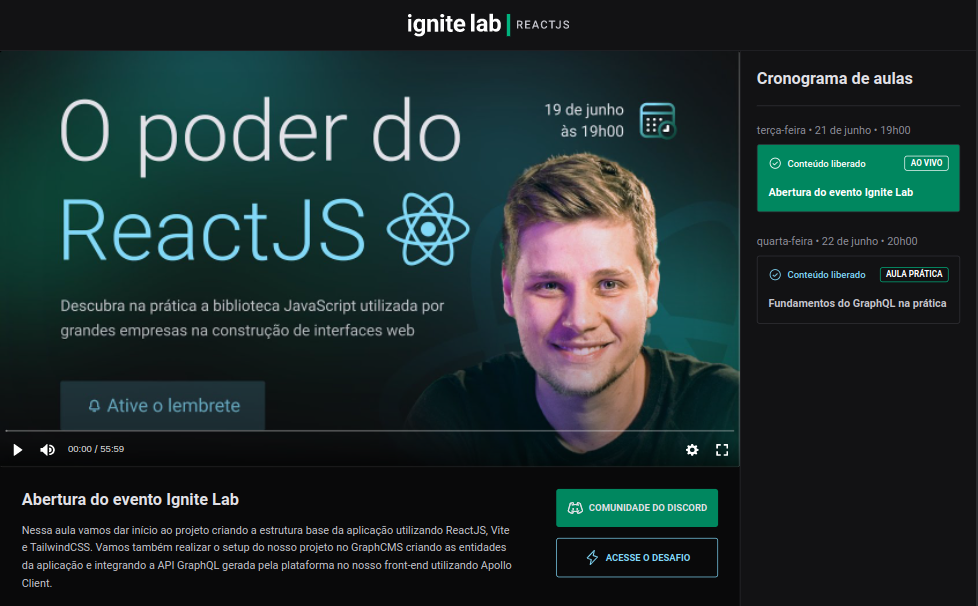 ignite lab REACTJS
O poder do
ReactJS
19 de junho
às 19h00
Descubra na prática a biblioteca JavaScript utilizada por
grandes empresas na construção de interfaces web
Ative o lembrete
00:00 / 55:59
Abertura do evento Ignite Lab
Nessa aula vamos dar início ao projeto criando a estrutura base da aplicação utilizando ReactJS, Vite
e TailwindCSS. Vamos também realizar o setup do nosso projeto no GraphCMS criando as entidades
da aplicação e integrando a API GraphQL gerada pela plataforma no nosso front-end utilizando Apollo
Client.
COMUNIDADE DO DISCORD
ACESSE O DESAFIO
Cronograma de aulas
terça-feira • 21 de junho • 19h00
Conteúdo liberado AO VIVO
Abertura do evento Ignite Lab
quarta-feira • 22 de junho • 20h00
Conteúdo liberado AULA PRÁTICA
Fundamentos do GraphQL na prática